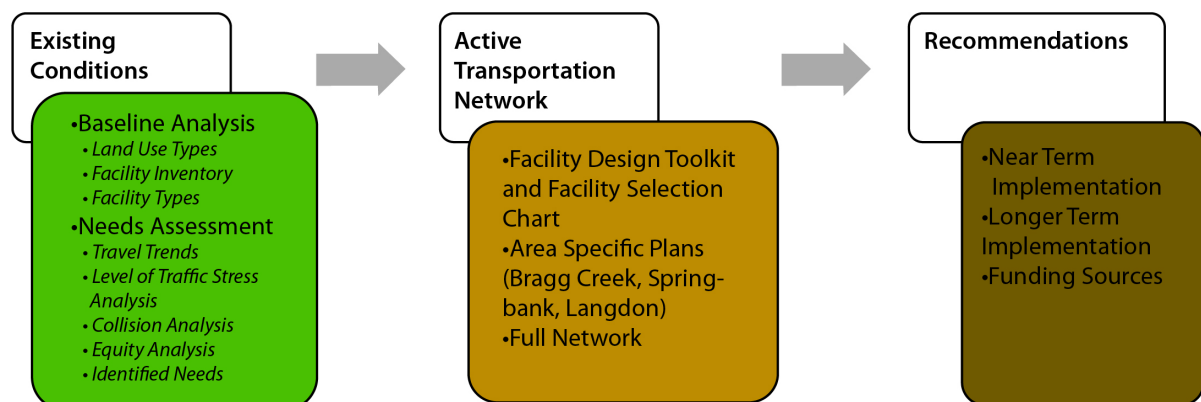 Existing
Conditions
•Baseline Analysis
• Land Use Types
• Facility Inventory
• Facility Types
•Needs Assessment
• Travel Trends
• Level of Traffic Stress
Analysis
• Collision Analysis
• Equity Analysis
• Identified Needs
Active
Transportation
Network
•Facility Design Toolkit
and Facility Selection
Chart
•Area Specific Plans
(Bragg Creek, Spring-
bank, Langdon)
•Full Network
Recommendations
•Near Term
Implementation
•Longer Term
Implementation
•Funding Sources